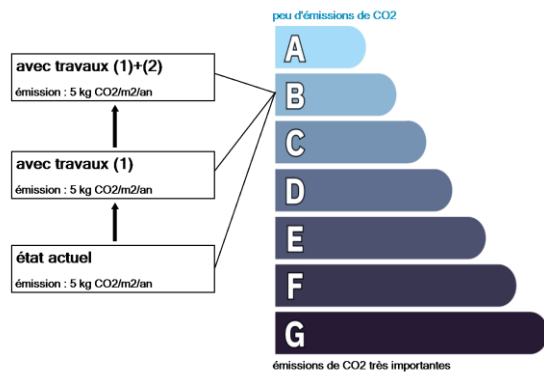 peu d'émissions de CO2
avec travaux (1)+(2)
émission : 5 kg CO2/m2/an
avec travaux (1)
émission : 5 kg CO2/m2/an
état actuel
émission : 5 kg CO2/m2/an
A
B
C
D
E
F
G
émissions de CO2 très importantes